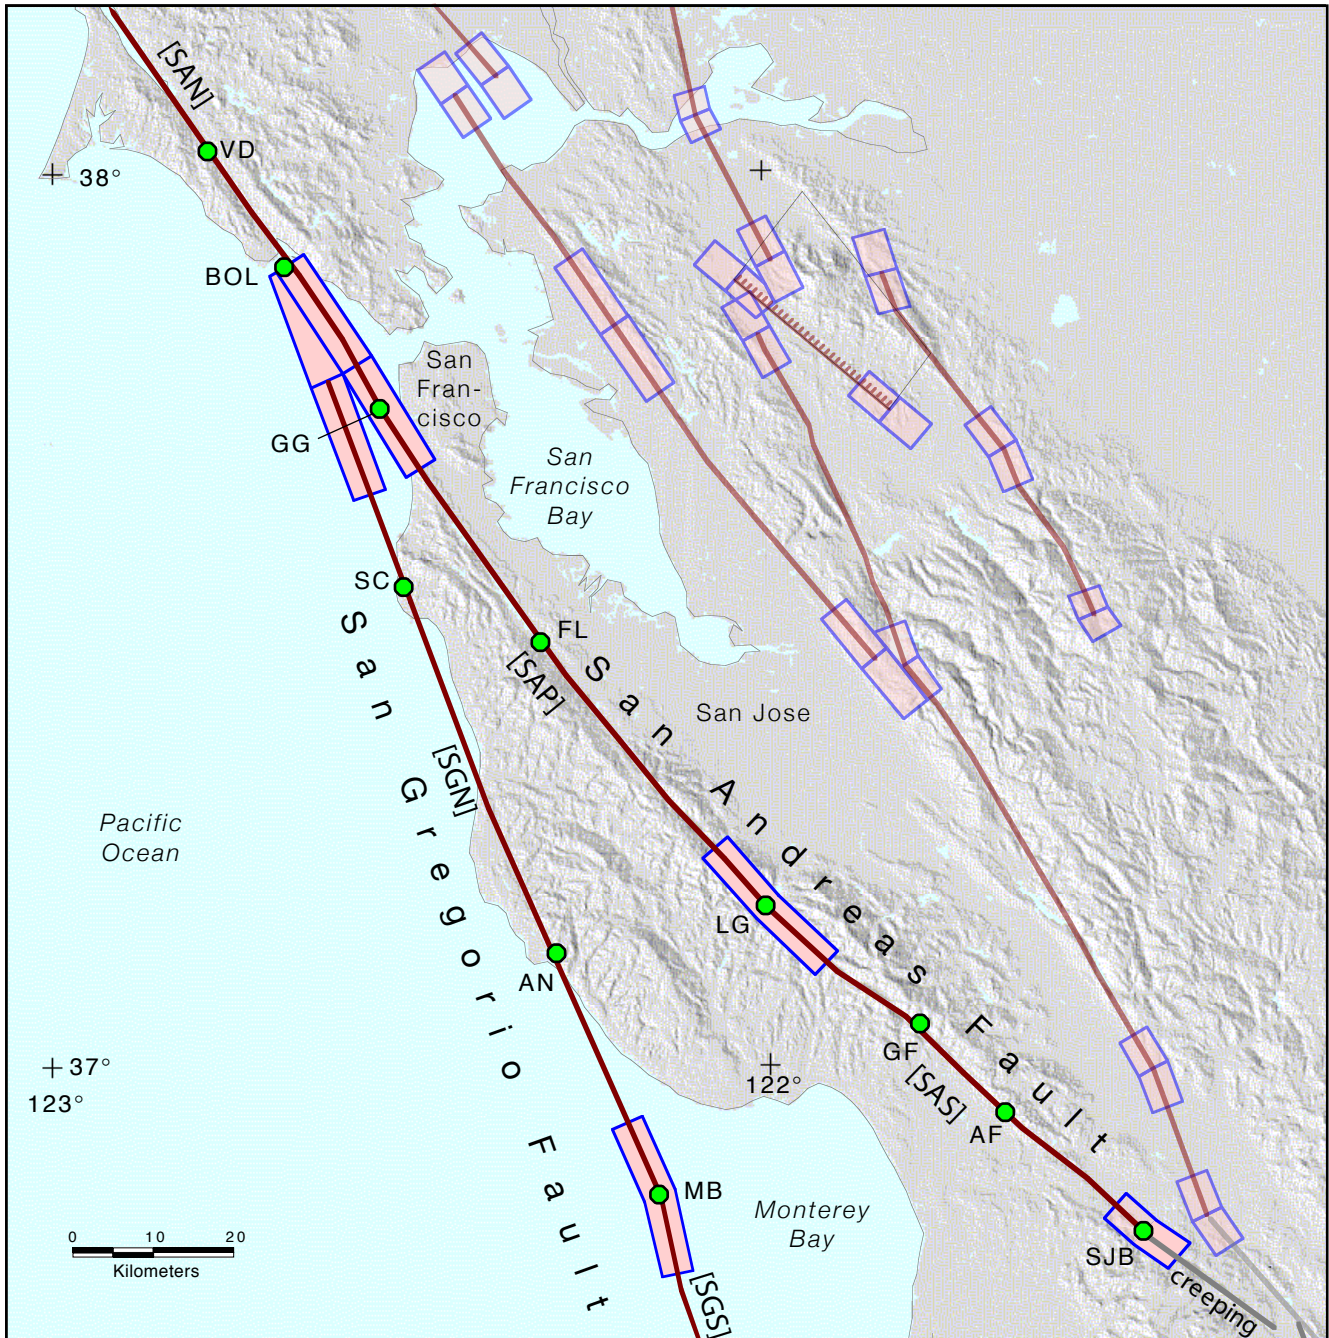 [SAN]
VD
38°
BOL
San
Fran-
cisco
GG
San
Francisco
Bay
SC
FL
[SAP]
San Jose
San Andreas Fault
San Gregorio Fault
[SGN]
Pacific
Ocean
LG
AN
GF
[SAS]
AF
37°
123°
122°
MB
Monterey
Bay
SJB
creeping
[SGS]
0 10 20
Kilometers